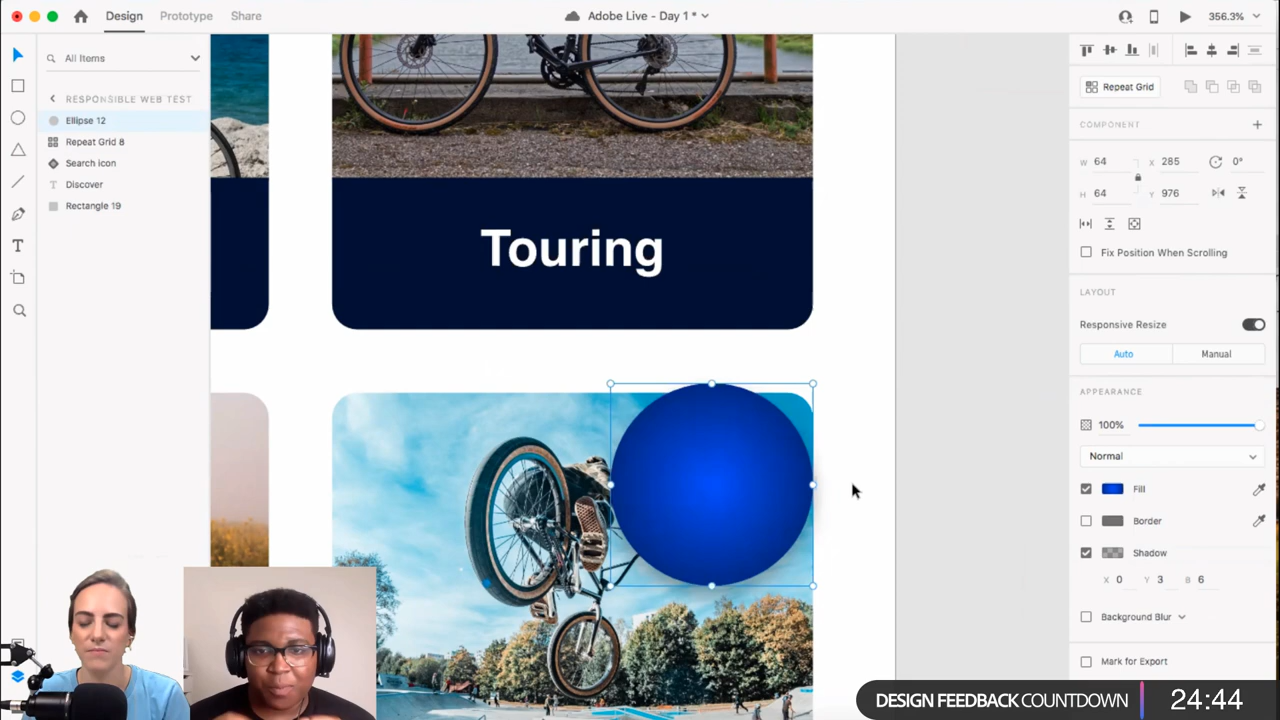 Design Prototype Share
Adobe Live - Day 1 *
356.3%
All Items
RESPONSIBLE WEB TEST
Ellipse 12
Repeat Grid 8
Search icon
Discover
Rectangle 19
Touring
Repeat Grid
COMPONENT
W 64 X 285 0°
H 64 Y 976
Fix Position When Scrolling
LAYOUT
Responsive Resize
Auto Manual
APPEARANCE
100%
Normal
Fill
Border
Shadow
X 0 Y 3 B 6
Background Blur
Mark for Export
DESIGN FEEDBACK COUNTDOWN 24:44